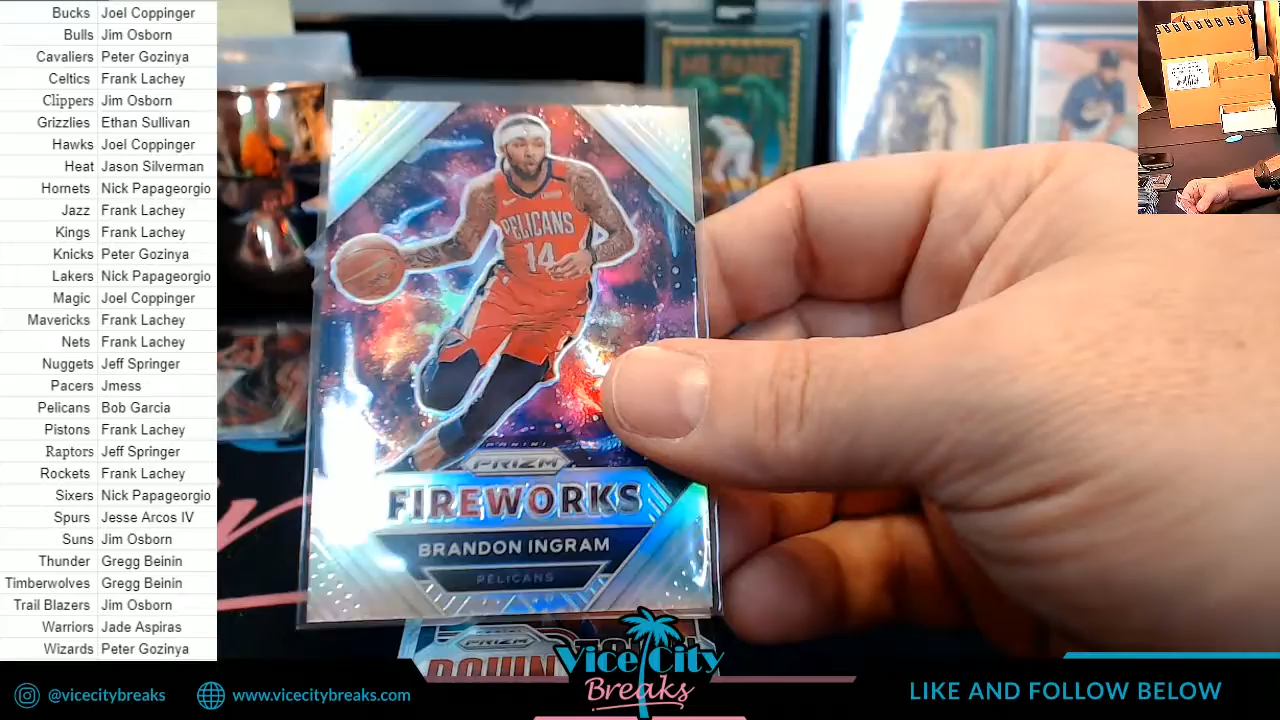 Bucks Joel Coppinger
Bulls Jim Osborn
Cavaliers Peter Gozinya
Celtics Frank Lachey
Clippers Jim Osborn
Grizzlies Ethan Sullivan
Hawks Joel Coppinger
Heat Jason Silverman
Hornets Nick Papageorgio
Jazz Frank Lachey
Kings Frank Lachey
Knicks Peter Gozinya
Lakers Nick Papageorgio
Magic Joel Coppinger
Mavericks Frank Lachey
Nets Frank Lachey
Nuggets Jeff Springer
Pacers Jmess
Pelicans Bob Garcia
Pistons Frank Lachey
Raptors Jeff Springer
Rockets Frank Lachey
Sixers Nick Papageorgio
Spurs Jesse Arcos IV
Suns Jim Osborn
Thunder Gregg Beinin
Timberwolves Gregg Beinin
Trail Blazers Jim Osborn
Warriors Jade Aspiras
Wizards Peter Gozinya
PELICANS
14
PANINI
PRIZM
FIREWORKS
BRANDON INGRAM
PELICANS
PRIZM
Vice City
Breaks
@vicecitybreaks
www.vicecitybreaks.com
LIKE AND FOLLOW BELOW